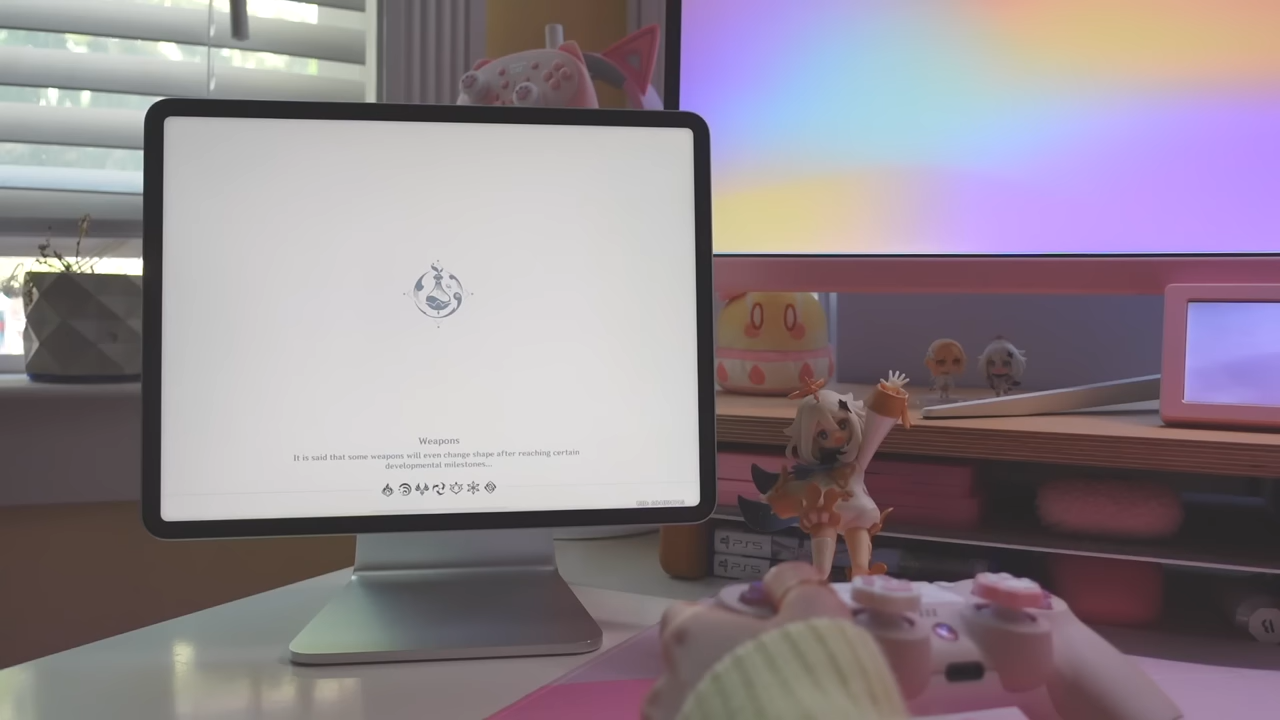 Weapons
It is said that some weapons will even change shape after reaching certain
developmental milestones...
PS5
PS5